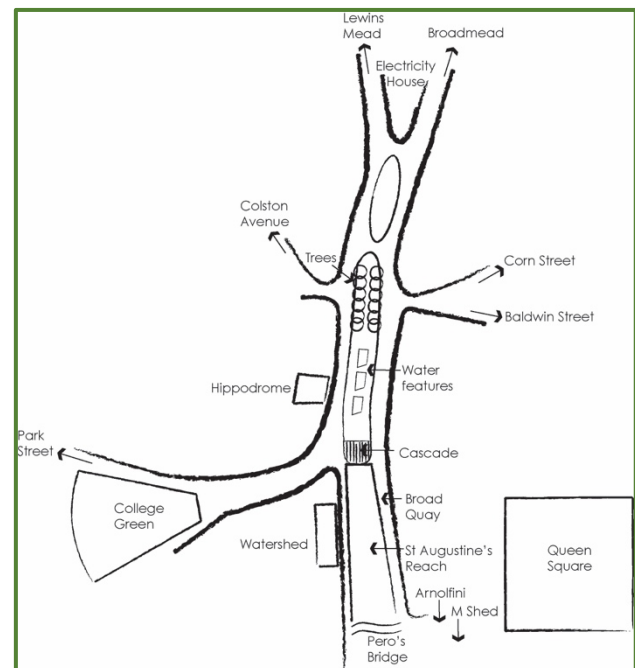 Lewins
Mead
Broadmead
Electricity
House
Colston
Avenue
Trees
Corn Street
Baldwin Street
Water
features
Hippodrome
Park
Street
Cascade
College
Green
Broad
Quay
Watershed
St Augustine's
Reach
Queen
Square
Arnolfini
M Shed
Pero's
Bridge